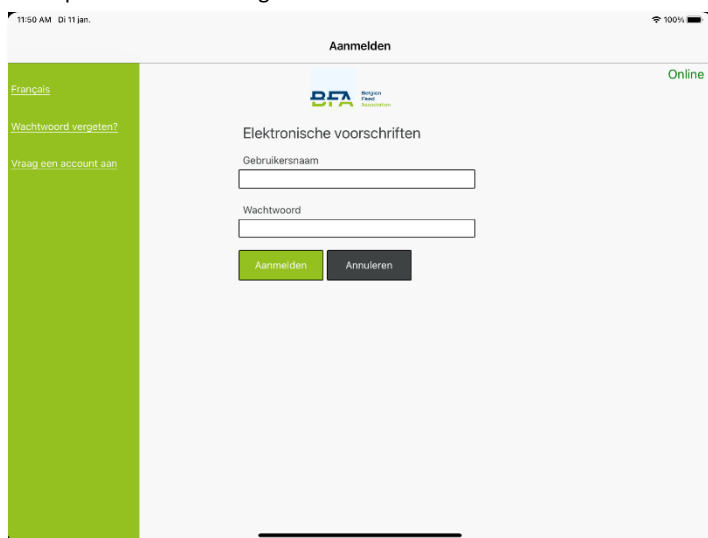 11:50 AM Di 11 jan.
100%
Aanmelden
Online
Français
Wachtwoord vergeten?
Vraag een account aan
BFA Belgian
Feed
Association
Elektronische voorschriften
Gebruikersnaam
Wachtwoord
Aanmelden
Annuleren